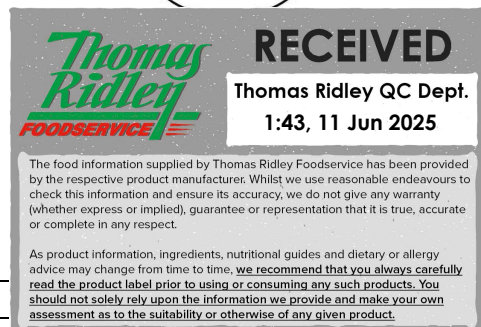 Thomas
Ridley
FOODSERVICE
RECEIVED
Thomas Ridley QC Dept.
1:43, 11 Jun 2025
The food information supplied by Thomas Ridley Foodservice has been provided
by the respective product manufacturer. Whilst we use reasonable endeavours to
check this information and ensure its accuracy, we do not give any warranty
(whether express or implied), guarantee or representation that it is true, accurate
or complete in any respect.
As product information, ingredients, nutritional guides and dietary or allergy
advice may change from time to time, we recommend that you always carefully
read the product label prior to using or consuming any such products. You
should not solely rely upon the information we provide and make your own
assessment as to the suitability or otherwise of any given product.